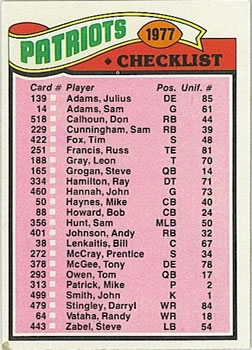 PATRIOTS
1977
CHECKLIST
Card # Player Pos. Unif. #
139 Adams, Julius DE 85
14 Adams, Sam G 61
518 Calhoun, Don RB 44
229 Cunningham, Sam RB 39
422 Fox, Tim S 48
251 Francis, Russ TE 81
188 Gray, Leon T 70
165 Grogan, Steve QB 14
334 Hamilton, Ray DT 71
460 Hannah, John G 73
50 Haynes, Mike CB 40
88 Howard, Bob CB 24
356 Hunt, Sam MLB 50
401 Johnson, Andy RB 32
38 Lenkaitis, Bill C 67
272 McCray, Prentice S 34
378 McGee, Tony DE 78
293 Owen, Tom QB 17
313 Patrick, Mike P 2
499 Smith, John K 1
479 Stingley, Darryl WR 84
64 Vataha, Randy WR 18
443 Zabel, Steve LB 54